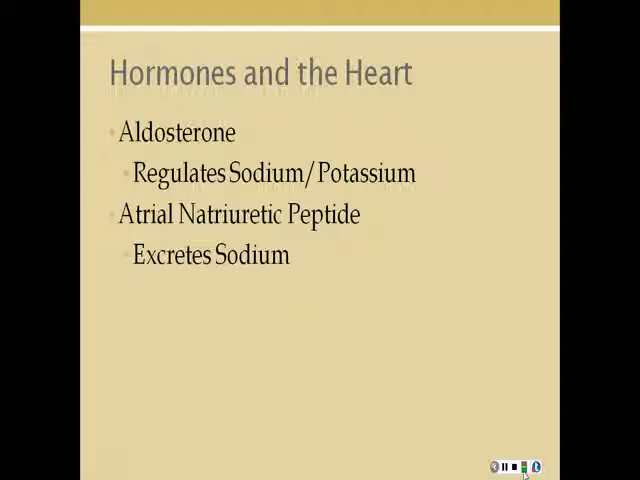 Hormones and the Heart
Aldosterone
Regulates Sodium/Potassium
Atrial Natriuretic Peptide
Excretes Sodium